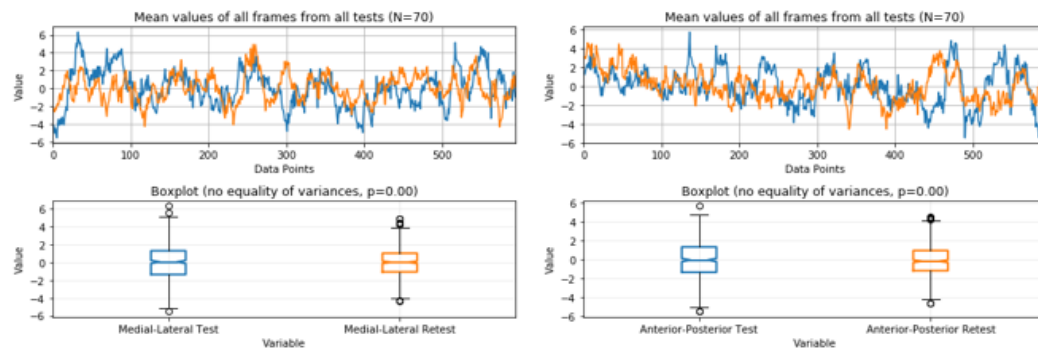 Mean values of all frames from all tests (N=70)
6
4
2
0
−2
−4
−6
Value
0
100
200
300
400
500
Data Points
Boxplot (no equality of variances, p=0.00)
6
4
2
0
−2
−4
−6
Value
Medial-Lateral Test
Medial-Lateral Retest
Variable
Mean values of all frames from all tests (N=70)
6
4
2
0
−2
−4
−6
Value
0
100
200
300
400
500
Data Points
Boxplot (no equality of variances, p=0.00)
6
4
2
0
−2
−4
−6
Value
Anterior-Posterior Test
Anterior-Posterior Retest
Variable